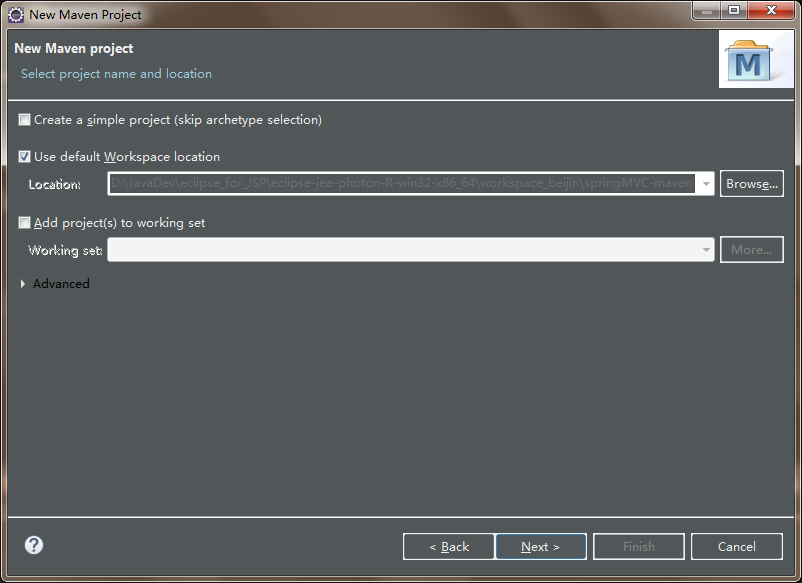 New Maven Project
New Maven project
Select project name and location
M
Create a simple project (skip archetype selection)
Use default Workspace location
Location:
D:\JavaDev\eclipse_for_JSP\eclipse-jee-photon-R-win32-x86_64\workspace_beijin\springMVC-maven
Browse...
Add project(s) to working set
Working set:
More...
Advanced
?
< Back
Next >
Finish
Cancel